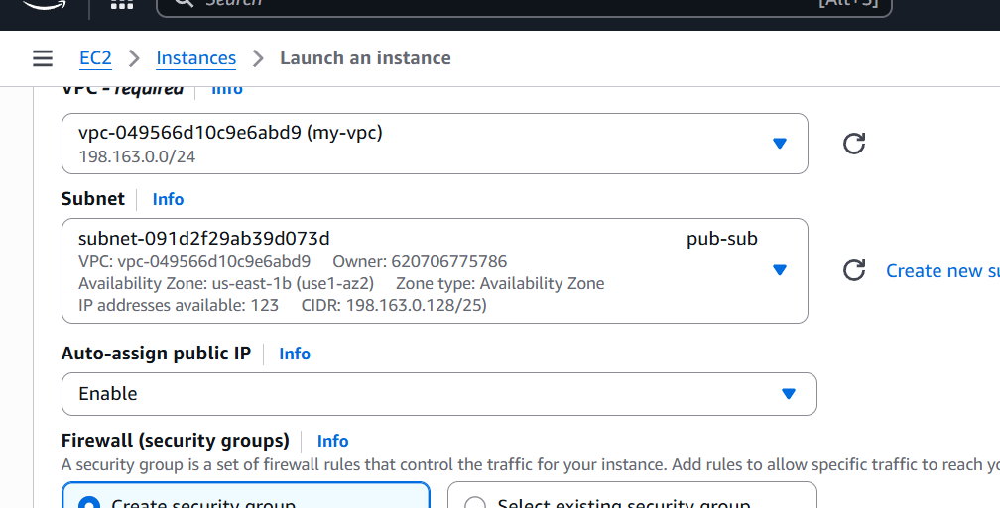 Search [Alt+S]
EC2 > Instances > Launch an instance
VPC - required Info
vpc-049566d10c9e6abd9 (my-vpc)
198.163.0.0/24
Subnet Info
subnet-091d2f29ab39d073d pub-sub
VPC: vpc-049566d10c9e6abd9 Owner: 620706775786
Availability Zone: us-east-1b (use1-az2) Zone type: Availability Zone
IP addresses available: 123 CIDR: 198.163.0.128/25)
Create new su
Auto-assign public IP Info
Enable
Firewall (security groups) Info
A security group is a set of firewall rules that control the traffic for your instance. Add rules to allow specific traffic to reach yo
Create security group Select existing security group